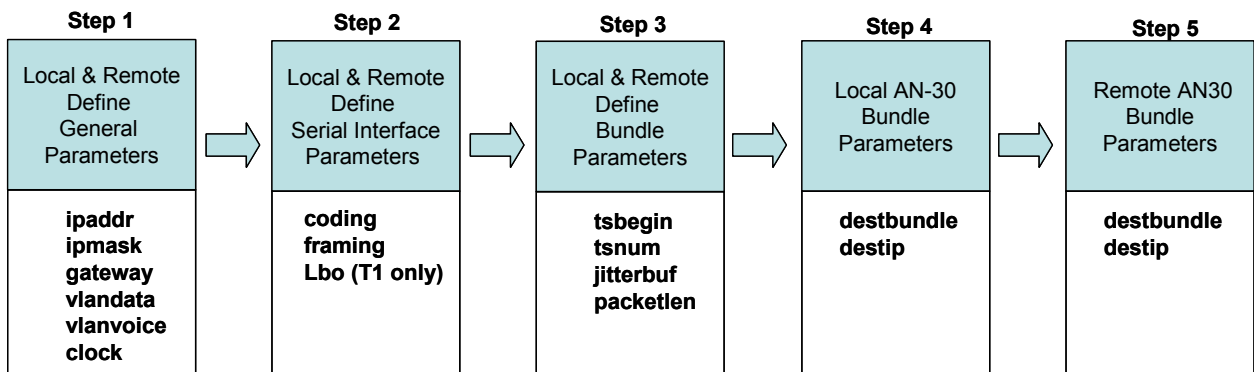 Step 1
Local & Remote
Define
General
Parameters
ipaddr
ipmask
gateway
vlandata
vlanvoice
clock
Step 2
Local & Remote
Define
Serial Interface
Parameters
coding
framing
Lbo (T1 only)
Step 3
Local & Remote
Define
Bundle
Parameters
tsbegin
tsnum
jitterbuf
packetlen
Step 4
Local AN-30
Bundle
Parameters
destbundle
destip
Step 5
Remote AN30
Bundle
Parameters
destbundle
destip